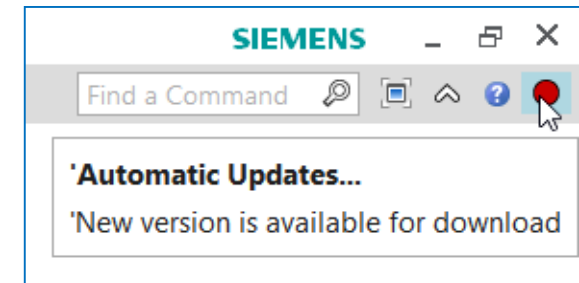 SIEMENS
Find a Command
'Automatic Updates...
'New version is available for download